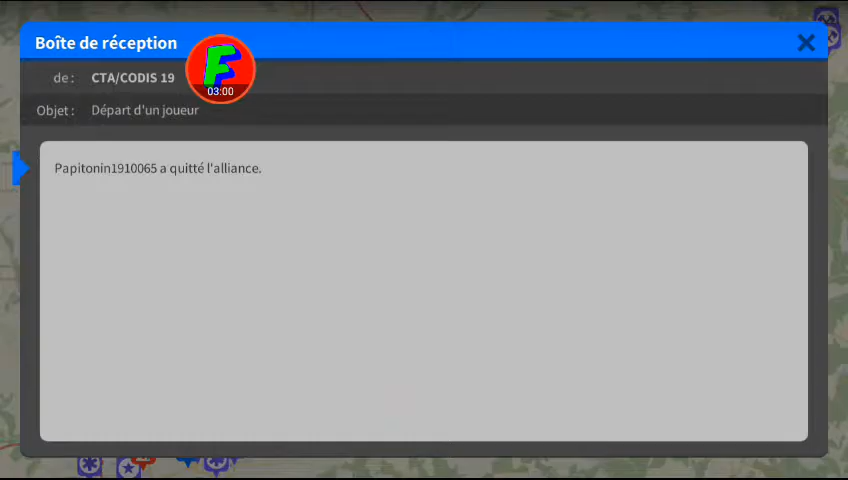 Boîte de réception
de : CTA/CODIS 19
F
03:00
Objet : Départ d'un joueur
Papitonin1910065 a quitté l'alliance.